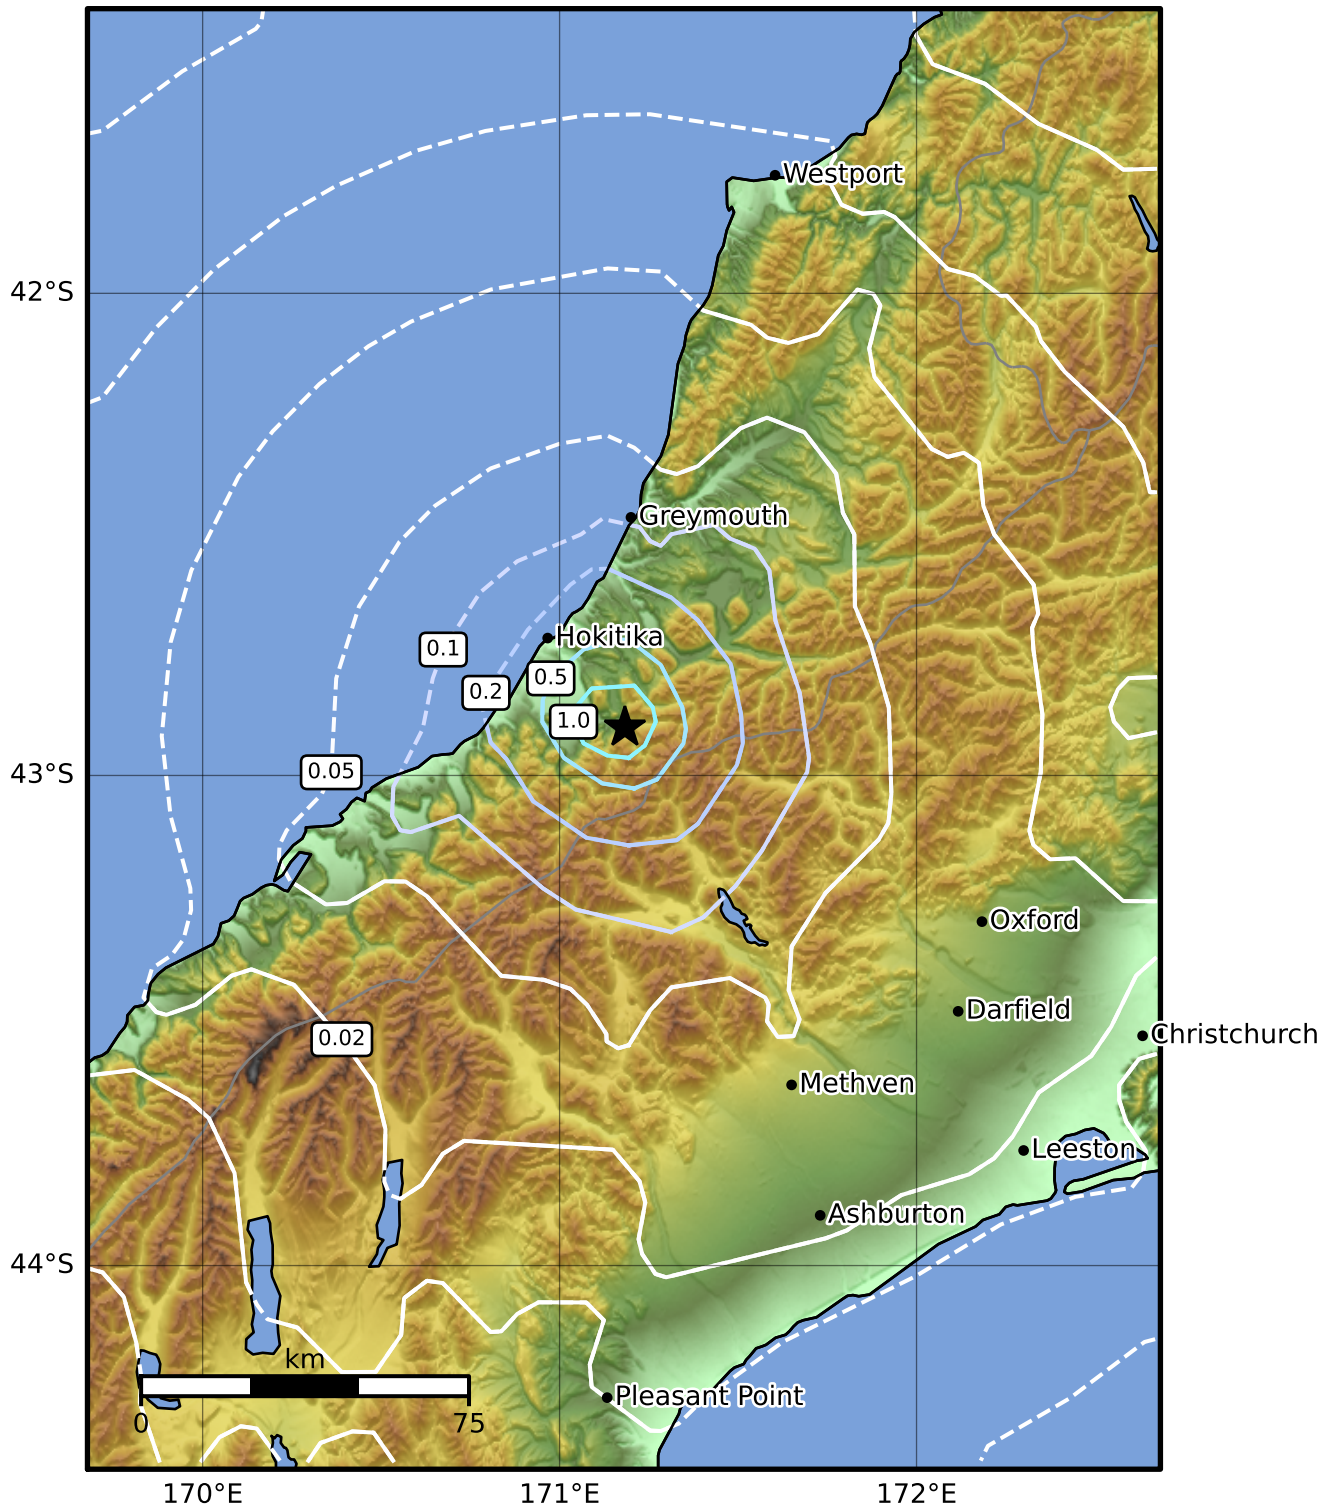 Westport
42°S
Greymouth
Hokitika
0.1
0.5
0.2
1.0
0.05
43°S
Oxford
Darfield
Christchurch
0.02
Methven
Leeston
Ashburton
44°S
km
0
75
Pleasant Point
170°E
171°E
172°E